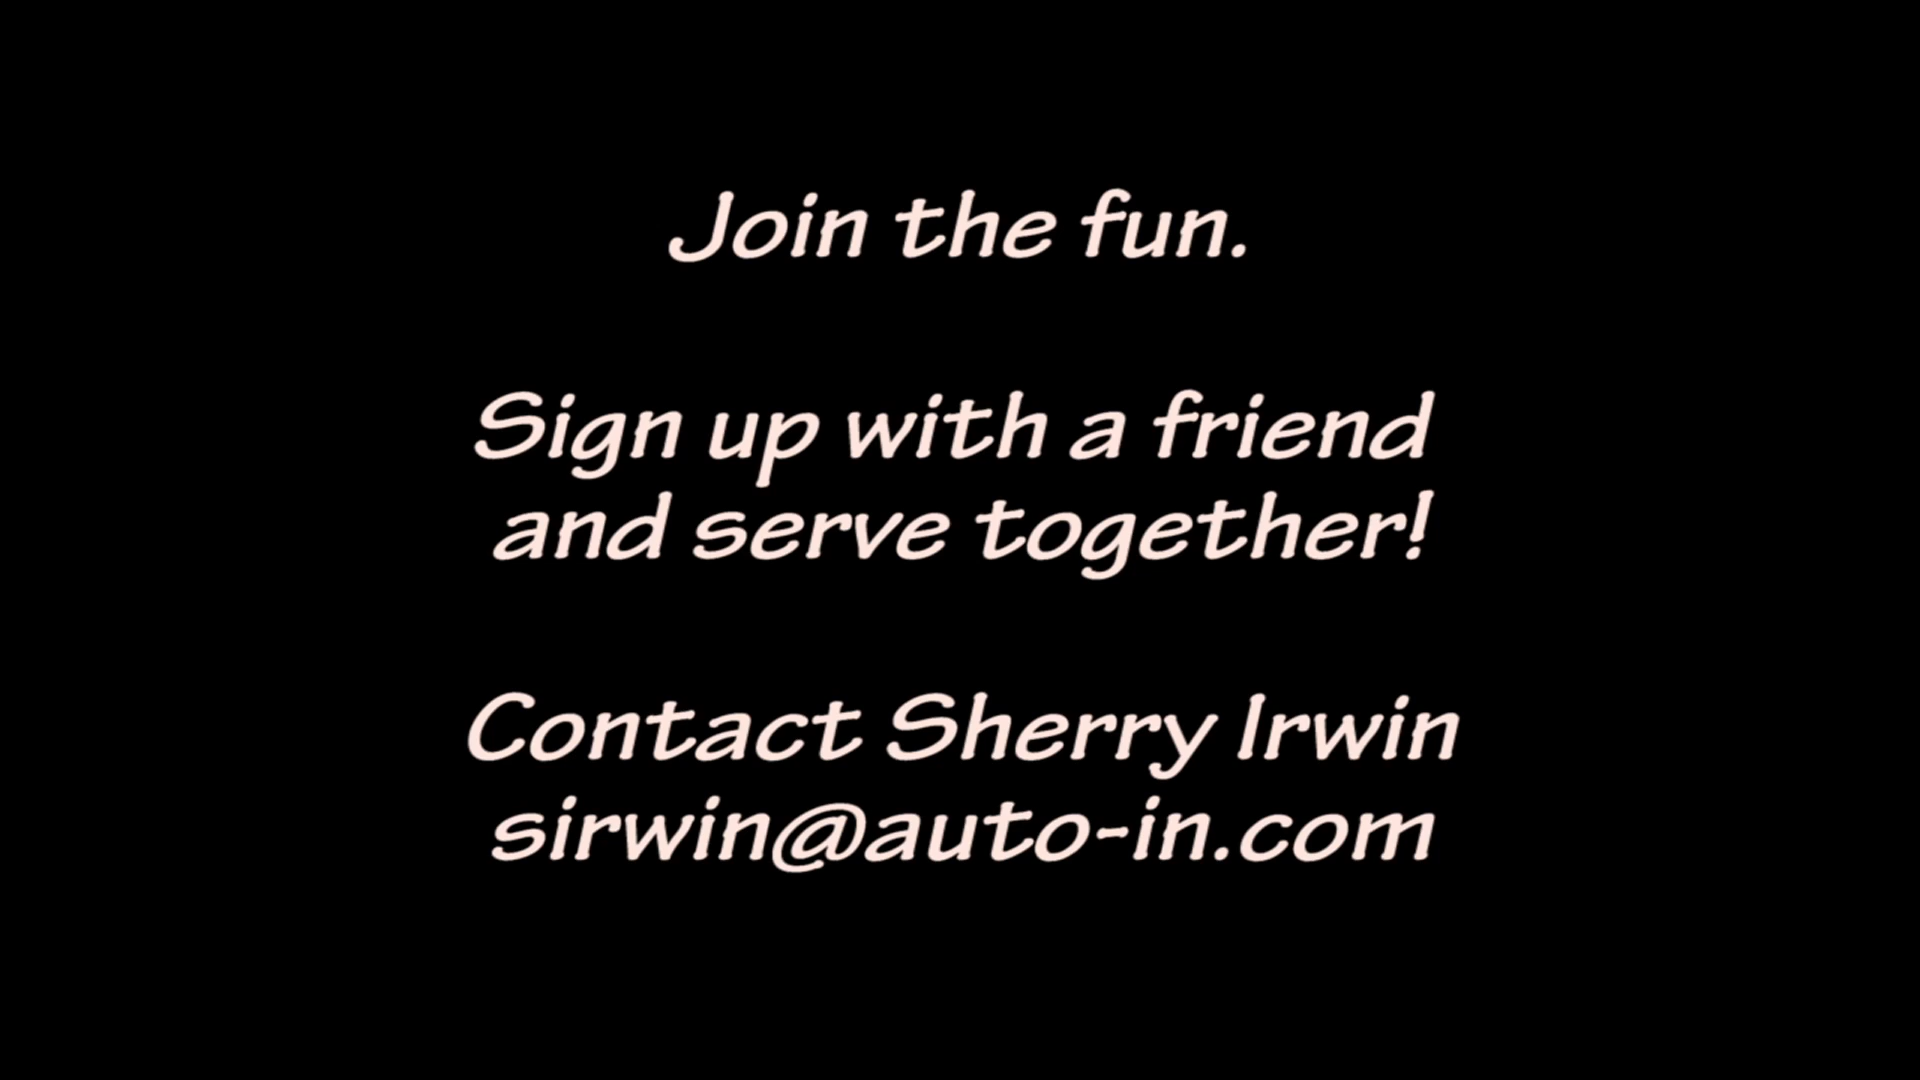 Join the fun.
Sign up with a friend
and serve together!
Contact Sherry Irwin
sirwin@auto-in.com